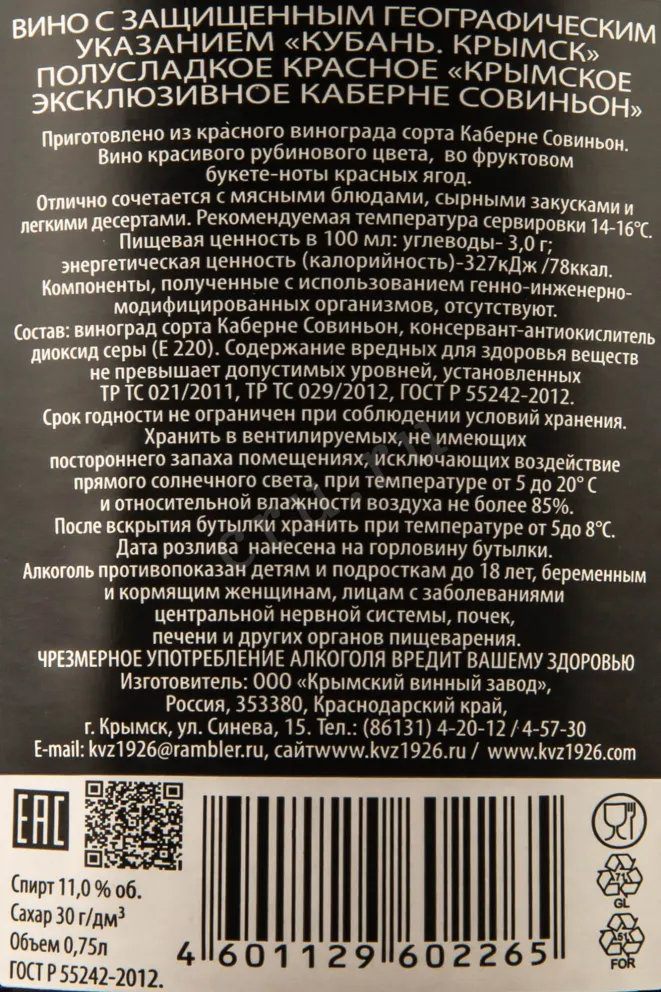 ВИНО С ЗАЩИЩЕННЫМ ГЕОГРАФИЧЕСКИМ
УКАЗАНИЕМ «КУБАНЬ. КРЫМСК»
ПОЛУСЛАДКОЕ КРАСНОЕ «КРЫМСКОЕ
ЭКСКЛЮЗИВНОЕ КАБЕРНЕ СОВИНЬОН»
Приготовлено из красного винограда сорта Каберне Совиньон.
Вино красивого рубинового цвета, во фруктовом
букете-ноты красных ягод.
Отлично сочетается с мясными блюдами, сырными закусками и
легкими десертами. Рекомендуемая температура сервировки 14-16°С.
Пищевая ценность в 100 мл: углеводы- 3,0 г;
энергетическая ценность (калорийность)-327кДж /78ккал.
Компоненты, полученные с использованием генно-инженерно-
модифицированных организмов, отсутствуют.
Состав: виноград сорта Каберне Совиньон, консервант-антиокислитель
диоксид серы (Е 220). Содержание вредных для здоровья веществ
не превышает допустимых уровней, установленных
ТР ТС 021/2011, ТР ТС 029/2012, ГОСТ Р 55242-2012.
Срок годности не ограничен при соблюдении условий хранения.
Хранить в вентилируемых, не имеющих
постороннего запаха помещениях, исключающих воздействие
прямого солнечного света, при температуре от 5 до 20° С
и относительной влажности воздуха не более 85%.
После вскрытия бутылки хранить при температуре от 5до 8°С.
Дата розлива нанесена на горловину бутылки.
Алкоголь противопоказан детям и подросткам до 18 лет, беременным
и кормящим женщинам, лицам с заболеваниями
центральной нервной системы, почек,
печени и других органов пищеварения.
ЧРЕЗМЕРНОЕ УПОТРЕБЛЕНИЕ АЛКОГОЛЯ ВРЕДИТ ВАШЕМУ ЗДОРОВЬЮ
Изготовитель: ООО «Крымский винный завод»,
Россия, 353380, Краснодарский край,
г. Крымск, ул. Синева, 15. Тел.: (86131) 4-20-12 / 4-57-30
E-mail: kvz1926@rambler.ru, сайтwww.kvz1926.ru / www.kvz1926.com
cru.ru
EAC
Спирт 11,0 % об.
Сахар 30 г/дм³
Объем 0,75л
ГОСТ Р 55242-2012.
4 601129 602265
71
GL
51
FOR